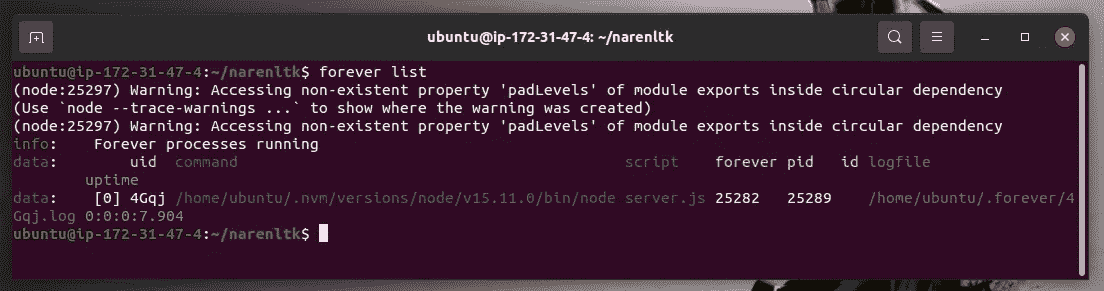 ubuntu@ip-172-31-47-4: ~/narenltk
ubuntu@ip-172-31-47-4:~/narenltk$ forever list
(node:25297) Warning: Accessing non-existent property 'padLevels' of module exports inside circular dependency
(Use `node --trace-warnings ...` to show where the warning was created)
(node:25297) Warning: Accessing non-existent property 'padLevels' of module exports inside circular dependency
info:    Forever processes running
data:        uid  command                                           script    forever pid   id logfile
        uptime
data:    [0] 4Gqj /home/ubuntu/.nvm/versions/node/v15.11.0/bin/node server.js 25282   25289    /home/ubuntu/.forever/4
Gqj.log 0:0:0:7.904
ubuntu@ip-172-31-47-4:~/narenltk$